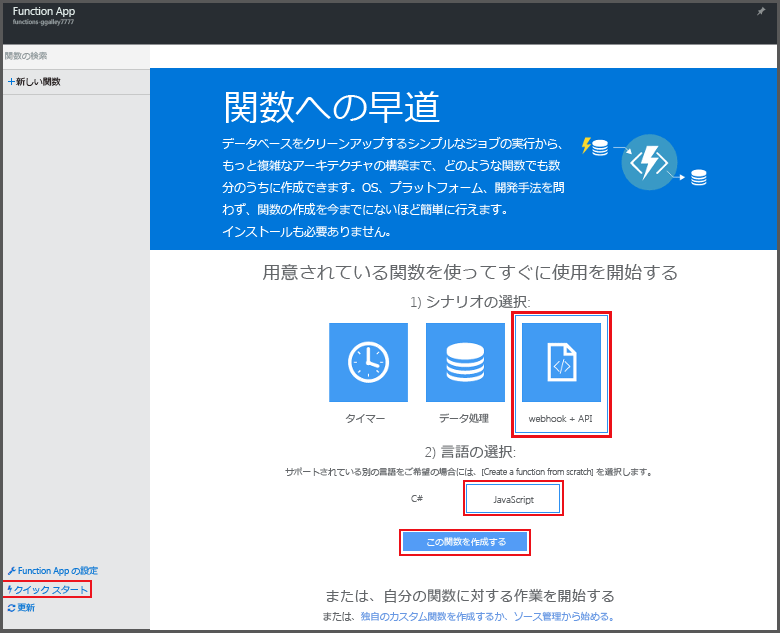 Function App
functions-ggailey7777
関数の検索
+新しい関数
関数への早道
データベースをクリーンアップするシンプルなジョブの実行から、
もっと複雑なアーキテクチャの構築まで、どのような関数でも数
分のうちに作成できます。OS、プラットフォーム、開発手法を問
わず、関数の作成を今までにないほど簡単に行えます。
インストールも必要ありません。
用意されている関数を使ってすぐに使用を開始する
1) シナリオの選択:
タイマー
データ処理
webhook + API
2) 言語の選択:
サポートされている別の言語をご希望の場合には、[Create a function from scratch] を選択します。
C#
JavaScript
この関数を作成する
または、自分の関数に対する作業を開始する
または、独自のカスタム関数を作成するか、ソース管理から始める。
Function App の設定
クイック スタート
更新